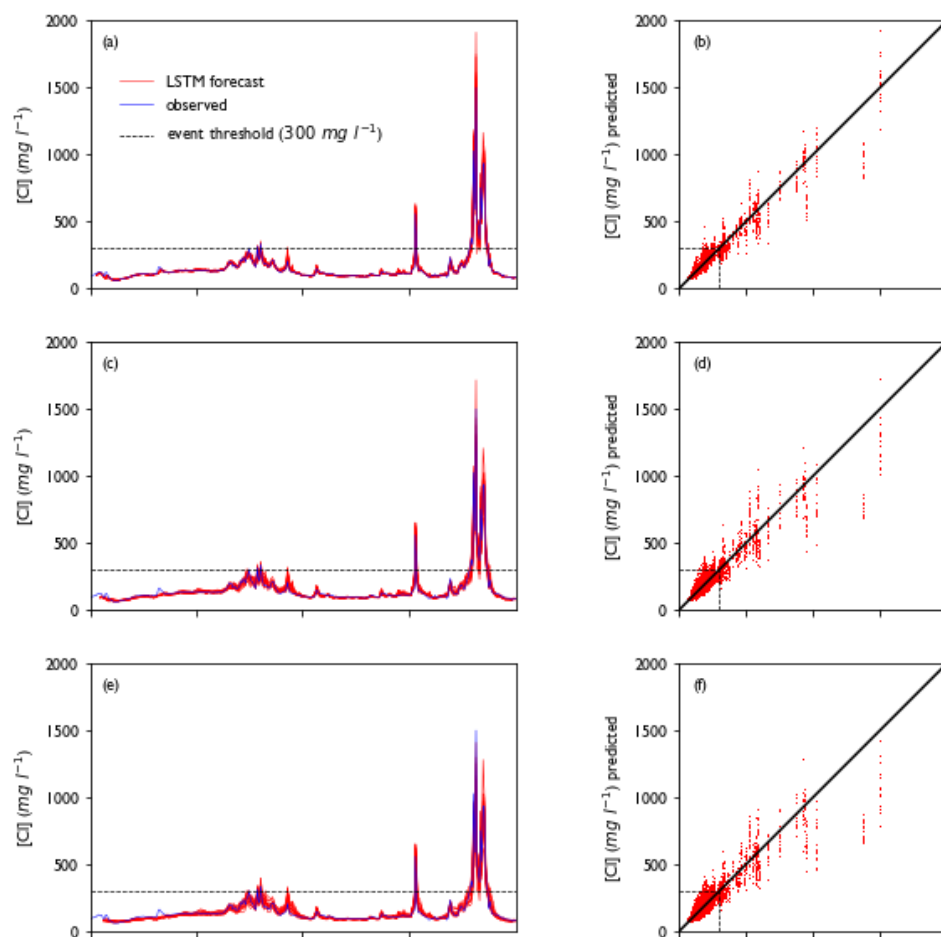 2000
(a)
LSTM forecast
observed
event threshold (300 mg l⁻¹)
1500
1000
500
0
[Cl] (mg l⁻¹)
2000
(b)
1500
1000
500
0
[Cl] (mg l⁻¹) predicted
2000
(c)
1500
1000
500
0
[Cl] (mg l⁻¹)
2000
(d)
1500
1000
500
0
[Cl] (mg l⁻¹) predicted
2000
(e)
1500
1000
500
0
[Cl] (mg l⁻¹)
2000
(f)
1500
1000
500
0
[Cl] (mg l⁻¹) predicted